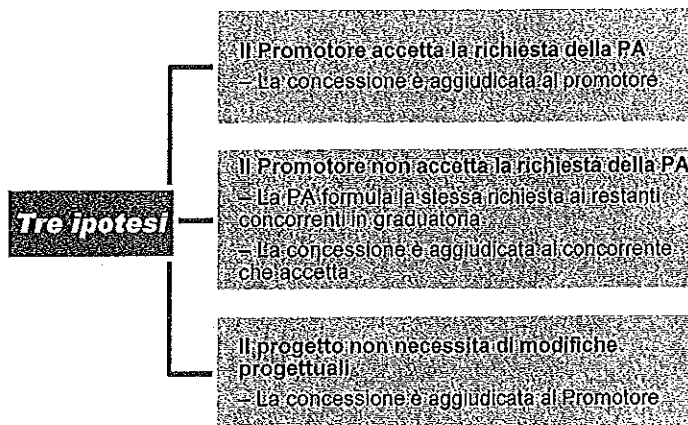 Il Promotore accetta la richiesta della PA
– La concessione è aggiudicata al promotore
Tre ipotesi
Il Promotore non accetta la richiesta della PA
– La PA formula la stessa richiesta ai restanti
concorrenti in graduatoria
– La concessione è aggiudicata al concorrente
che accetta
Il progetto non necessita di modifiche
progettuali
– La concessione è aggiudicata al Promotore